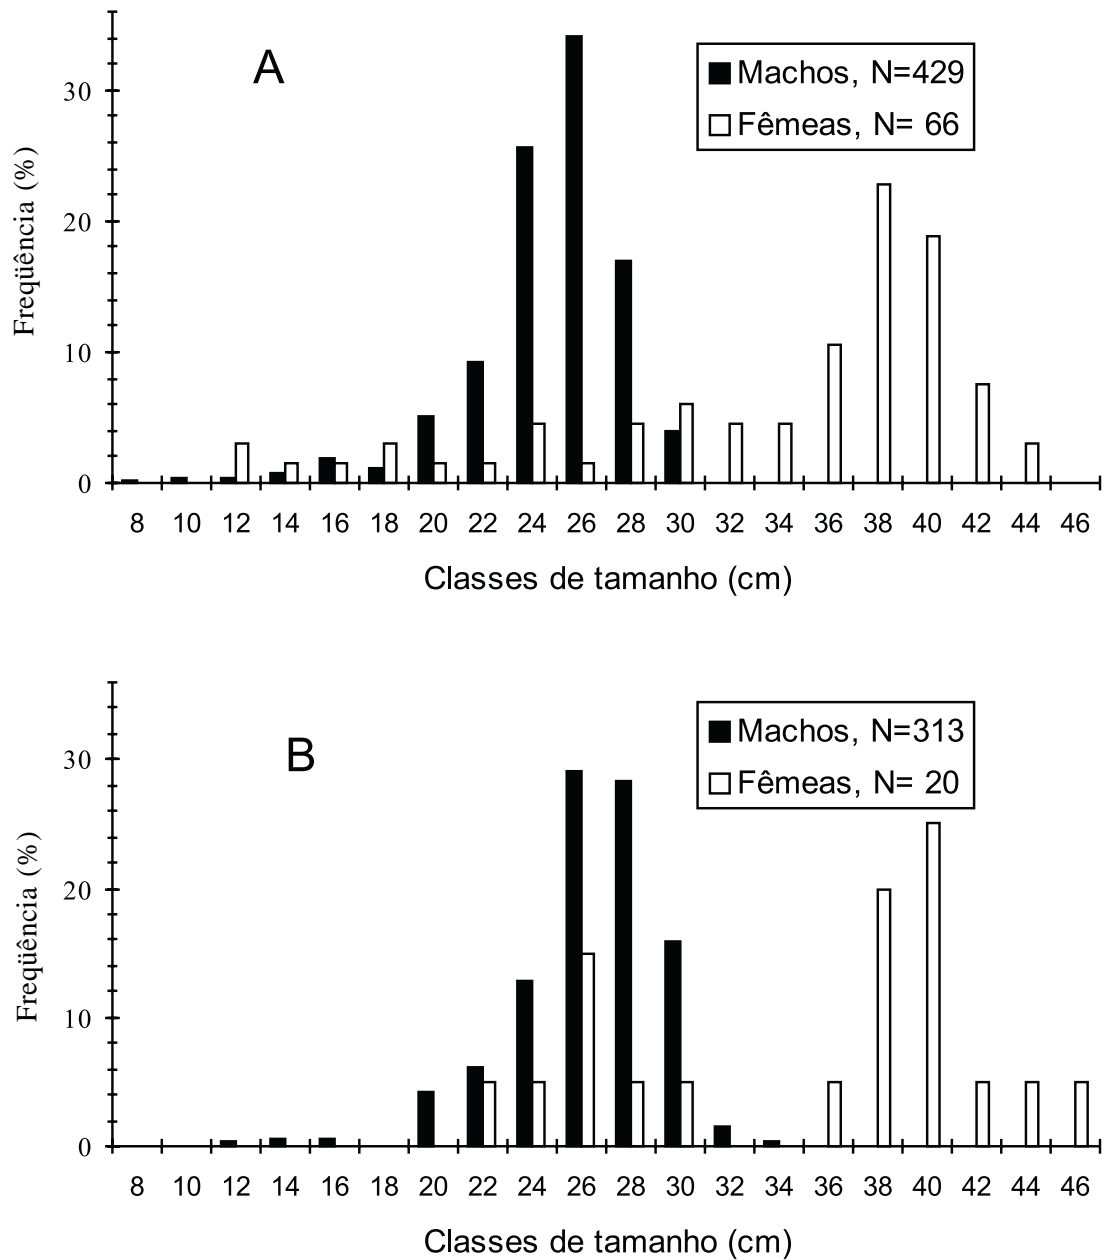 A
Machos, N=429
Fêmeas, N= 66
Freqüência (%)
30
20
10
0
8 10 12 14 16 18 20 22 24 26 28 30 32 34 36 38 40 42 44 46
Classes de tamanho (cm)
B
Machos, N=313
Fêmeas, N= 20
Freqüência (%)
30
20
10
0
8 10 12 14 16 18 20 22 24 26 28 30 32 34 36 38 40 42 44 46
Classes de tamanho (cm)